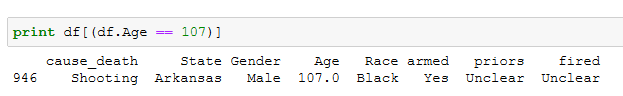 print df[(df.Age == 107)]
cause_death State Gender Age Race armed priors fired
946 Shooting Arkansas Male 107.0 Black Yes Unclear Unclear